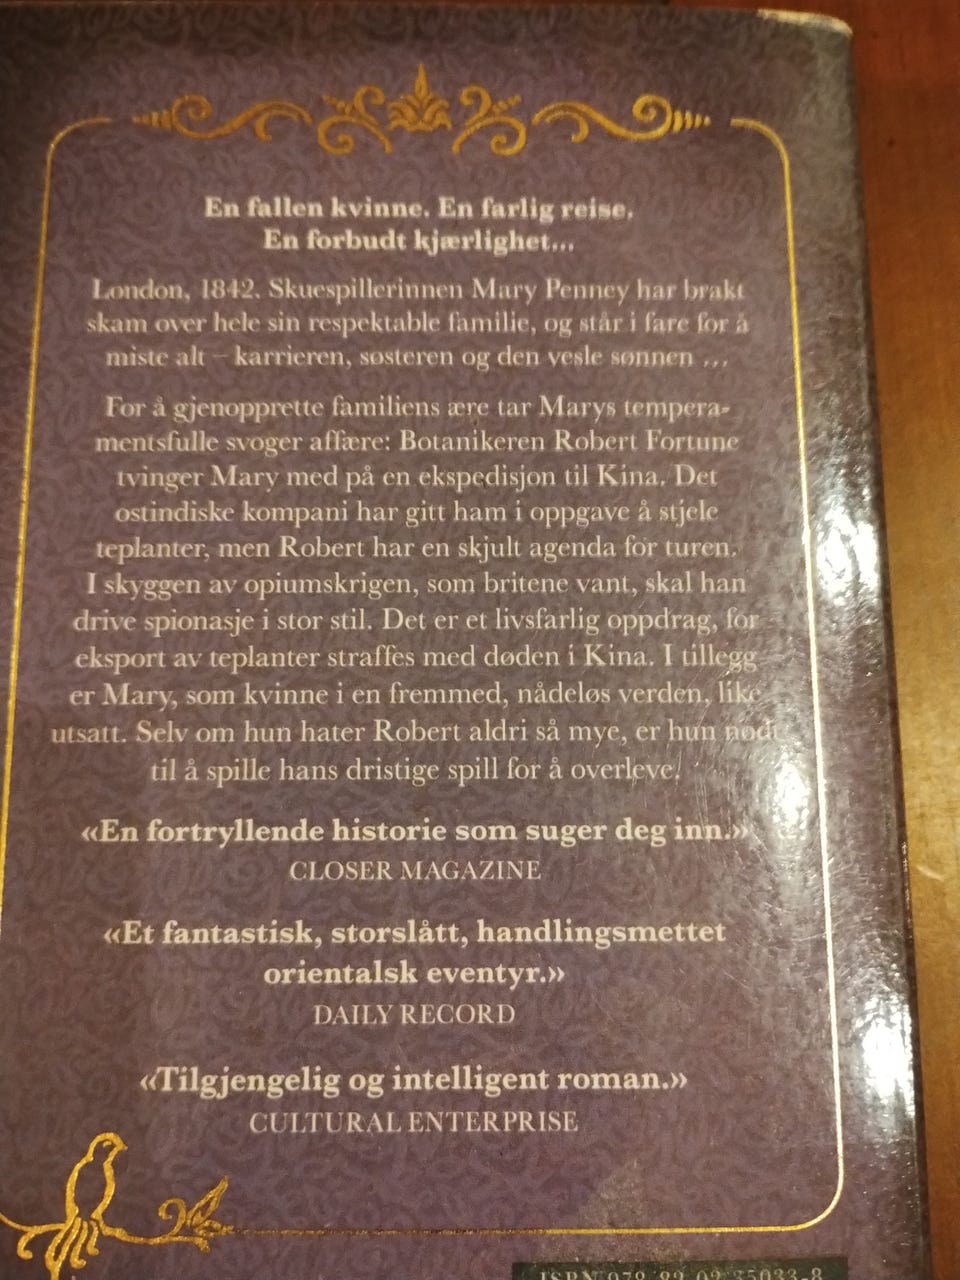 En fallen kvinne. En farlig reise.
En forbudt kjærlighet...
London, 1842. Skuespillerinnen Mary Penney har brakt
skam over hele sin respektable familie, og står i fare for å
miste alt – karrieren, søsteren og den vesle sønnen ...
For å gjenopprette familiens ære tar Marys tempera-
mentsfulle svoger affære: Botanikeren Robert Fortune
tvinger Mary med på en ekspedisjon til Kina. Det
ostindiske kompani har gitt ham i oppgave å stjele
teplanter, men Robert har en skjult agenda for turen.
I skyggen av opiumskrigen, som britene vant, skal han
drive spionasje i stor stil. Det er et livsfarlig oppdrag, for
eksport av teplanter straffes med døden i Kina. I tillegg
er Mary, som kvinne i en fremmed, nådeløs verden, like
utsatt. Selv om hun hater Robert aldri så mye, er hun nødt
til å spille hans dristige spill for å overleve.
«En fortryllende historie som suger deg inn.»
CLOSER MAGAZINE
«Et fantastisk, storslått, handlingsmettet
orientalsk eventyr.»
DAILY RECORD
«Tilgjengelig og intelligent roman.»
CULTURAL ENTERPRISE
ISBN 978-82-02-35033-8